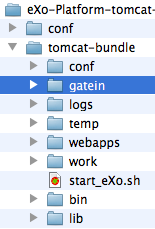 eXo-Platform-tomcat-
conf
tomcat-bundle
conf
gatein
logs
temp
webapps
work
start_eXo.sh
bin
lib